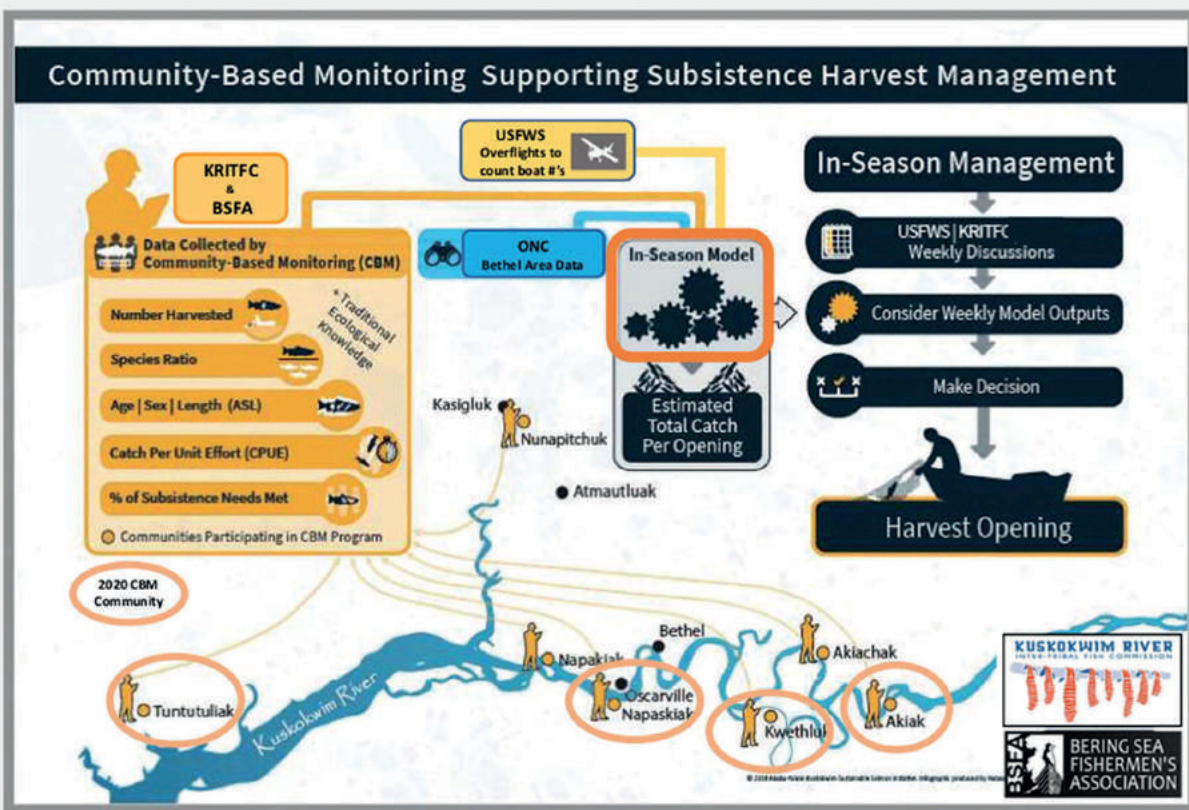 Community-Based Monitoring Supporting Subsistence Harvest Management
KRITFC
&
BSFA
USFWS
Overflights to
count boat #'s
ONC
Bethel Area Data
Data Collected by
Community-Based Monitoring (CBM)
Number Harvested
Species Ratio
Age | Sex | Length (ASL)
Catch Per Unit Effort (CPUE)
% of Subsistence Needs Met
+ Traditional
Ecological
Knowledge
Communities Participating in CBM Program
In-Season Model
Estimated
Total Catch
Per Opening
In-Season Management
USFWS | KRITFC
Weekly Discussions
Consider Weekly Model Outputs
Make Decision
Harvest Opening
2020 CBM
Community
Kasigluk
Nunapitchuk
Atmautluak
Tuntutuliak
Kuskokwim River
Napakiak
Bethel
Oscarville
Napaskiak
Kwethluk
Akiachak
Akiak
KUSKOKWIM RIVER
INTER-TRIBAL FISH COMMISSION
BSFA
BERING SEA
FISHERMEN'S
ASSOCIATION